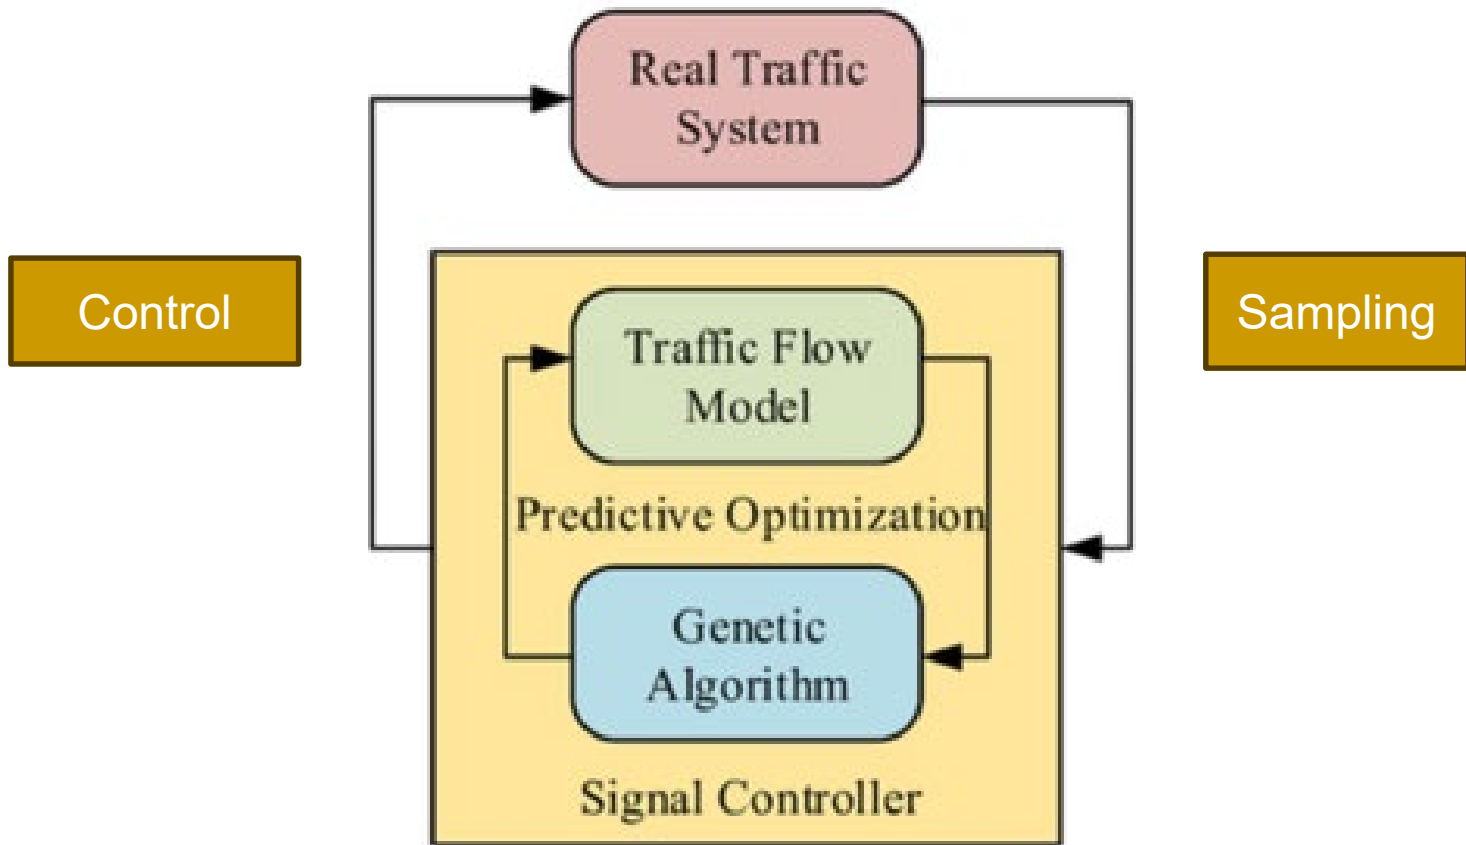 Real Traffic
System
Control
Sampling
Traffic Flow
Model
Predictive Optimization
Genetic
Algorithm
Signal Controller